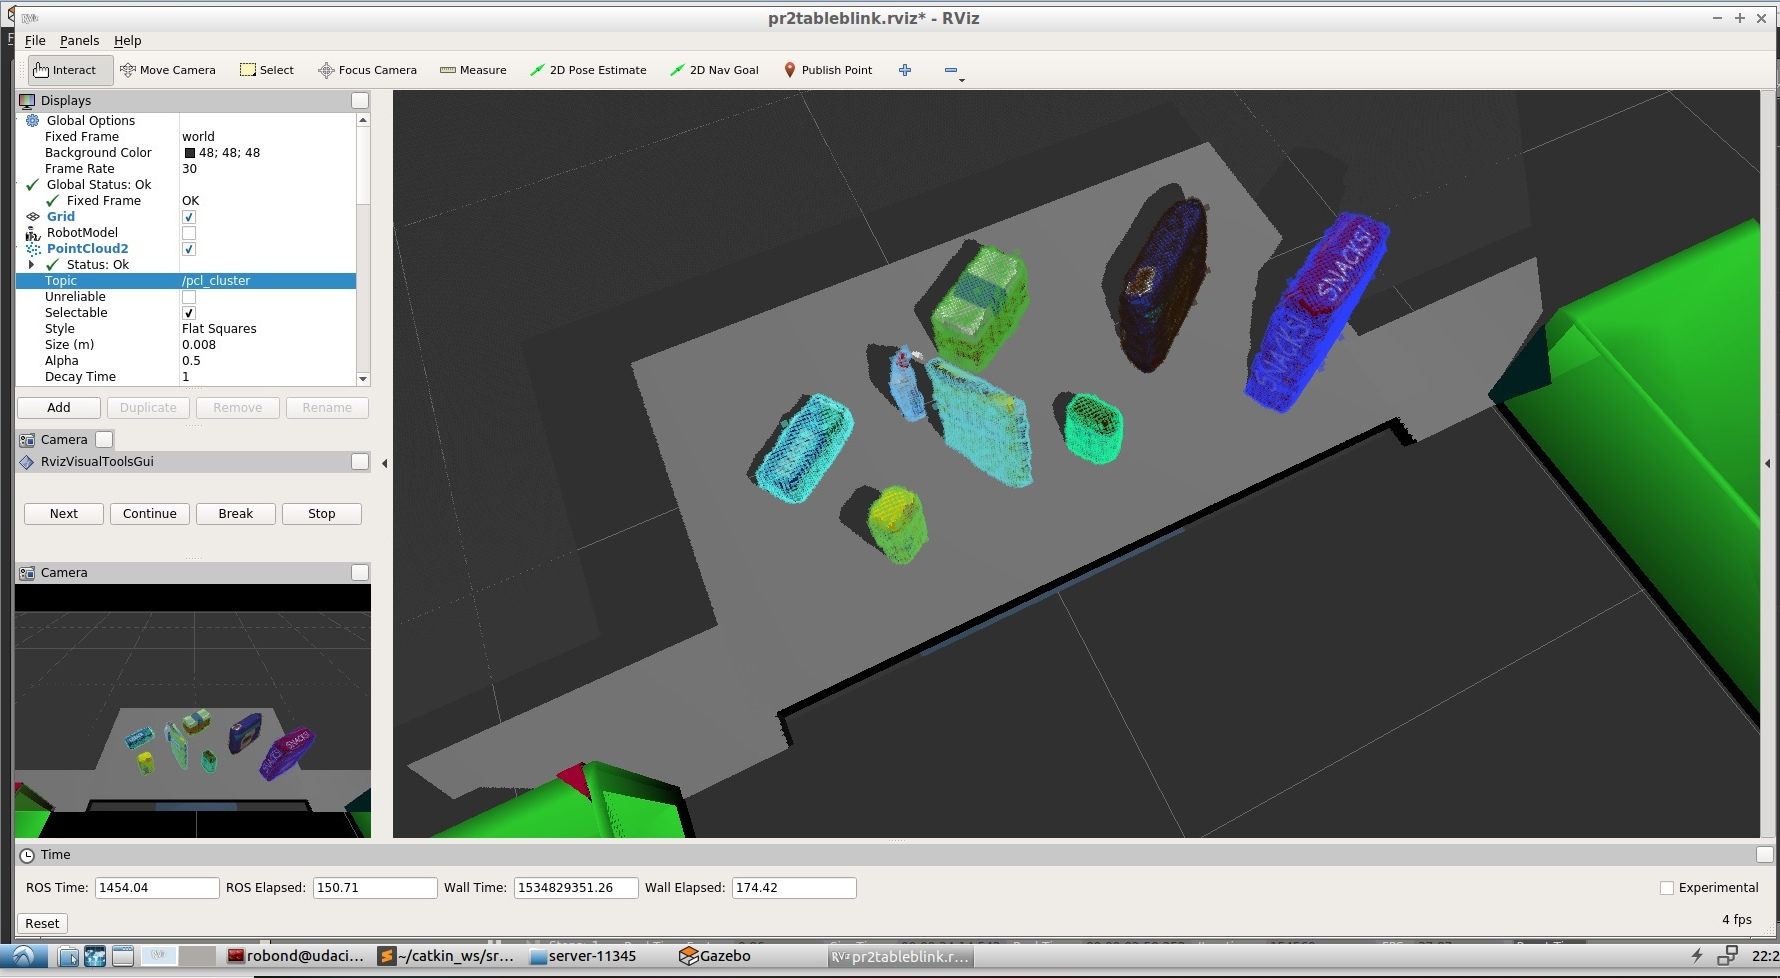 pr2tableblink.rviz* - RViz
File Panels Help
Interact Move Camera Select Focus Camera Measure 2D Pose Estimate 2D Nav Goal Publish Point
Displays
Global Options
Fixed Frame world
Background Color 48; 48; 48
Frame Rate 30
Global Status: Ok
Fixed Frame OK
Grid
RobotModel
PointCloud2
Status: Ok
Topic /pcl_cluster
Unreliable
Selectable
Style Flat Squares
Size (m) 0.008
Alpha 0.5
Decay Time 1
Add Duplicate Remove Rename
Camera
RvizVisualToolsGui
Next Continue Break Stop
Camera
SNACKS!
SNACKS!
SNACKS!
SNACKS!
Time
ROS Time: 1454.04 ROS Elapsed: 150.71 Wall Time: 1534829351.26 Wall Elapsed: 174.42 Experimental
Reset 4 fps
robond@udaci... ~/catkin_ws/sr... server-11345 Gazebo pr2tableblink.r... 22:2